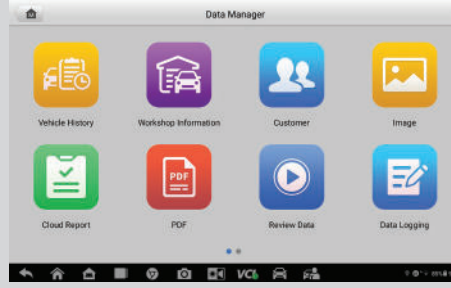 Data Manager
Vehicle History
Workshop Information
Customer
Image
PDF
Cloud Report
PDF
Review Data
Data Logging
VCI